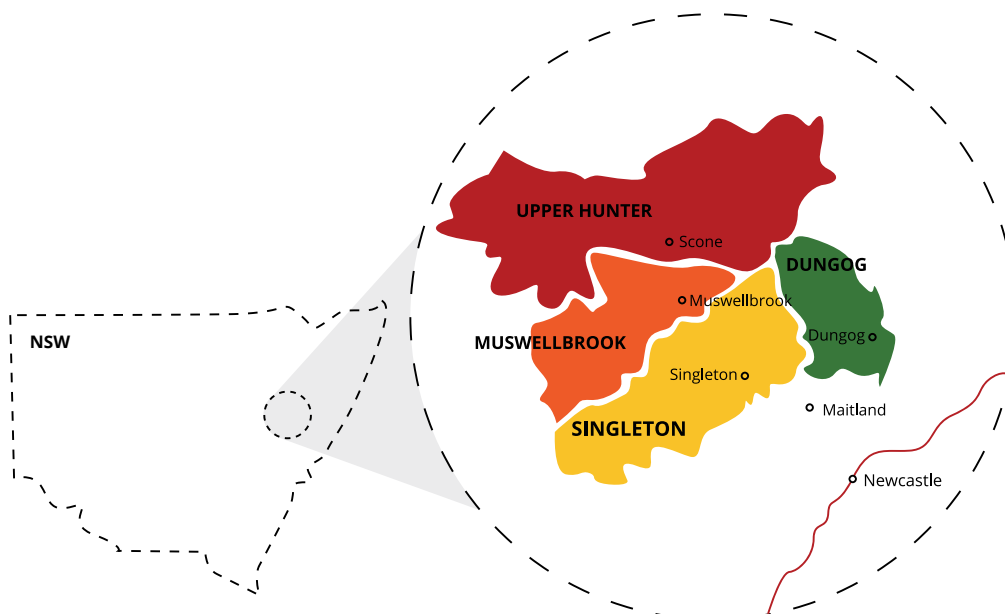 UPPER HUNTER
Scone
DUNGOG
Muswellbrook
NSW
MUSWELLBROOK
Dungog
Singleton
Maitland
SINGLETON
Newcastle